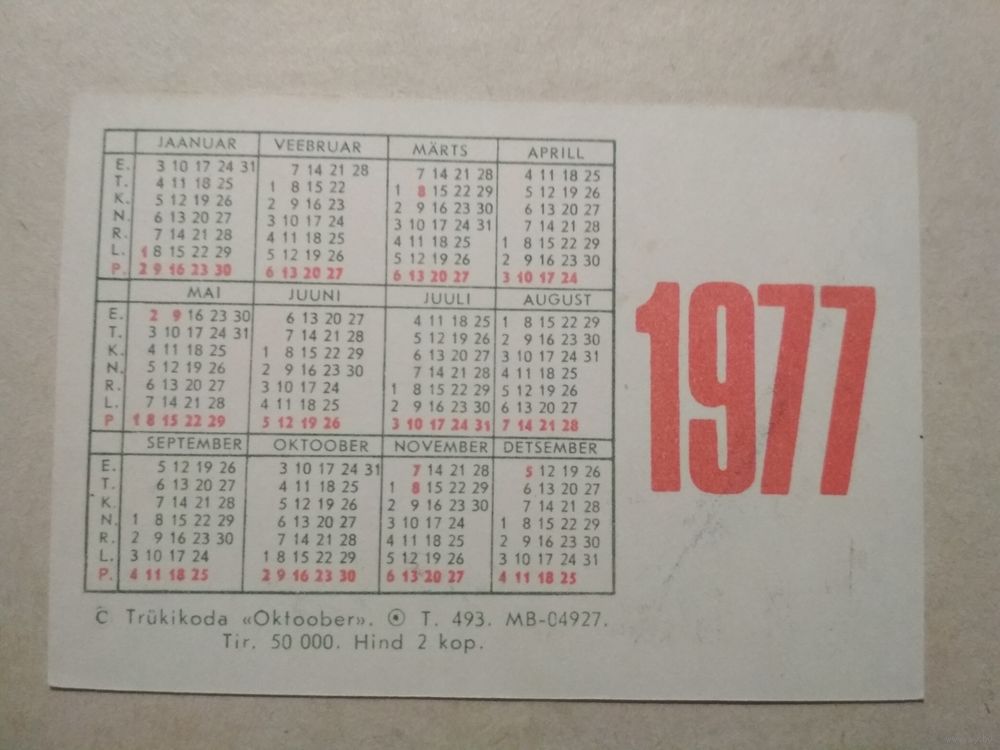 JAANUAR VEEBRUAR MÄRTS APRILL
E. 3 10 17 24 31 7 14 21 28 7 14 21 28 4 11 18 25
T. 4 11 18 25 1 8 15 22 1 8 15 22 29 5 12 19 26
K. 5 12 19 26 2 9 16 23 2 9 16 23 30 6 13 20 27
N. 6 13 20 27 3 10 17 24 3 10 17 24 31 7 14 21 28
R. 7 14 21 28 4 11 18 25 4 11 18 25 1 8 15 22 29
L. 1 8 15 22 29 5 12 19 26 5 12 19 26 2 9 16 23 30
P. 2 9 16 23 30 6 13 20 27 6 13 20 27 3 10 17 24
MAI JUUNI JUULI AUGUST
E. 2 9 16 23 30 6 13 20 27 4 11 18 25 1 8 15 22 29
T. 3 10 17 24 31 7 14 21 28 5 12 19 26 2 9 16 23 30
K. 4 11 18 25 1 8 15 22 29 6 13 20 27 3 10 17 24 31
N. 5 12 19 26 2 9 16 23 30 7 14 21 28 4 11 18 25
R. 6 13 20 27 3 10 17 24 1 8 15 22 29 5 12 19 26
L. 7 14 21 28 4 11 18 25 2 9 16 23 30 6 13 20 27
P 1 8 15 22 29 5 12 19 26 3 10 17 24 31 7 14 21 28
SEPTEMBER OKTOOBER NOVEMBER DETSEMBER
E. 5 12 19 26 3 10 17 24 31 7 14 21 28 5 12 19 26
T. 6 13 20 27 4 11 18 25 1 8 15 22 29 6 13 20 27
K. 7 14 21 28 5 12 19 26 2 9 16 23 30 7 14 21 28
N. 1 8 15 22 29 6 13 20 27 3 10 17 24 1 8 15 22 29
R. 2 9 16 23 30 7 14 21 28 4 11 18 25 2 9 16 23 30
L. 3 10 17 24 1 8 15 22 29 5 12 19 26 3 10 17 24 31
P. 4 11 18 25 2 9 16 23 30 6 13 20 27 4 11 18 25
1977
C Trükikoda «Oktoober». T. 493. MB-04927.
Tir. 50 000. Hind 2 kop.